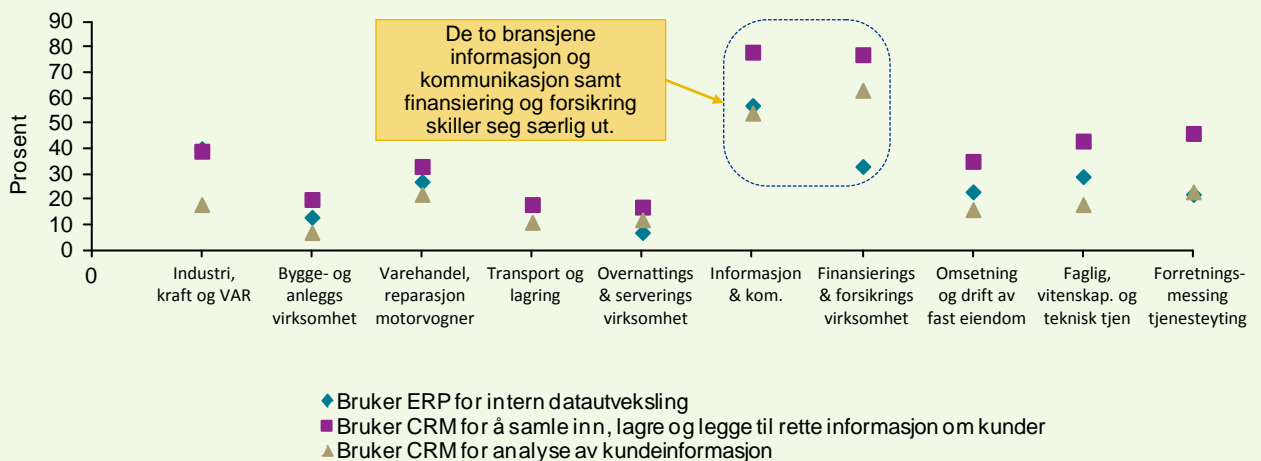 90
80
70
60
50
40
30
20
10
0
Prosent
De to bransjene
informasjon og
kommunikasjon samt
finansiering og forsikring
skiller seg særlig ut.
0
Industri,
kraft og VAR
Bygge- og
anleggs
virksomhet
Varehandel,
reparasjon
motorvogner
Transport og
lagring
Overnattings
& serverings
virksomhet
Informasjon
& kom.
Finansierings
& forsikrings
virksomhet
Omsetning
og drift av
fast eiendom
Faglig,
vitenskap. og
teknisk tjen
Forretnings-
messing
tjenesteyting
Bruker ERP for intern datautveksling
Bruker CRM for å samle inn, lagre og legge til rette informasjon om kunder
Bruker CRM for analyse av kundeinformasjon